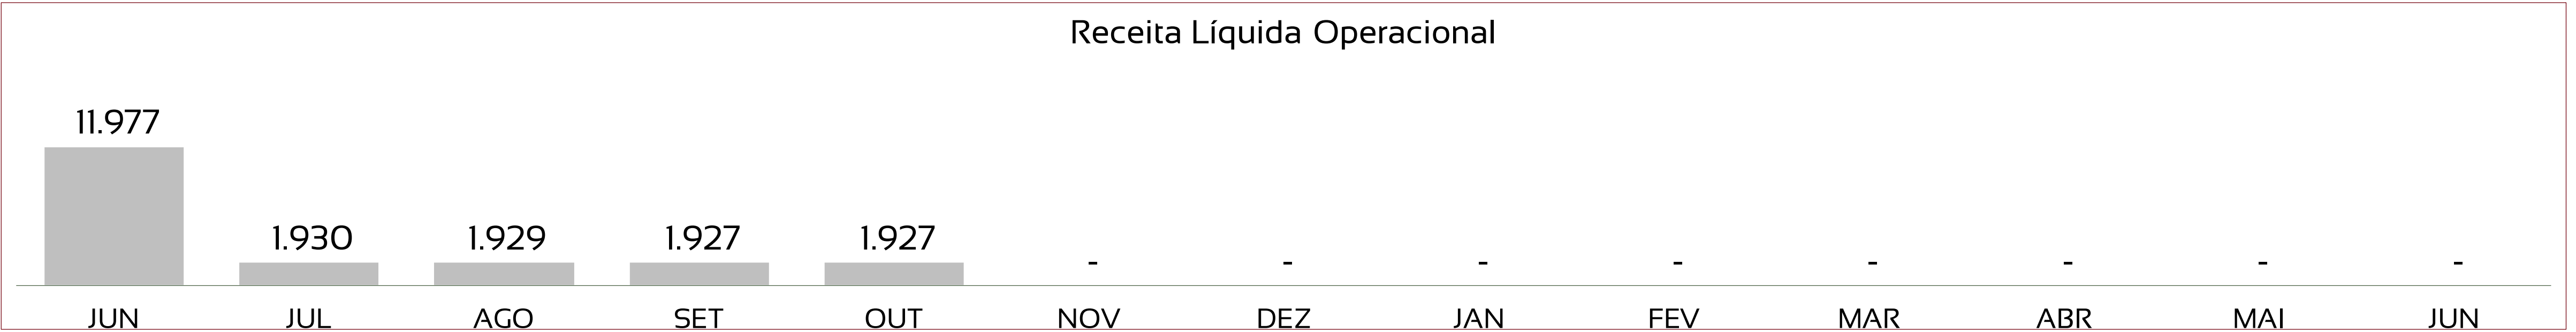 Receita Líquida Operacional
11.977
1.930 1.929 1.927 1.927 - - - - - - - -
JUN JUL AGO SET OUT NOV DEZ JAN FEV MAR ABR MAI JUN